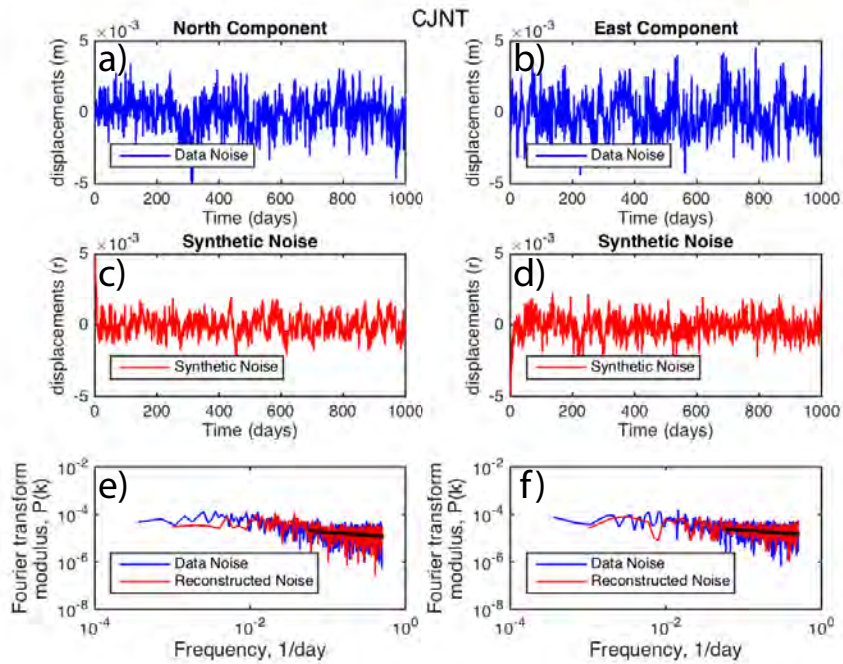 CJNT
North Component
East Component
×10⁻³
×10⁻³
a)
b)
displacements (m)
displacements (m)
5
0
-5
5
0
-5
Data Noise
Data Noise
0 200 400 600 800 1000
0 200 400 600 800 1000
Time (days)
Time (days)
Synthetic Noise
Synthetic Noise
×10⁻³
×10⁻³
c)
d)
displacements (r)
displacements (r)
5
0
-5
5
0
-5
Synthetic Noise
Synthetic Noise
0 200 400 600 800 1000
0 200 400 600 800 1000
Time (days)
Time (days)
e)
f)
Fourier transform
modulus, P(k)
Fourier transform
modulus, P(k)
10⁻²
10⁻⁴
10⁻⁶
10⁻⁸
10⁻²
10⁻⁴
10⁻⁶
10⁻⁸
Data Noise
Reconstructed Noise
Data Noise
Reconstructed Noise
10⁻⁴ 10⁻² 10⁰
10⁻⁴ 10⁻² 10⁰
Frequency, 1/day
Frequency, 1/day